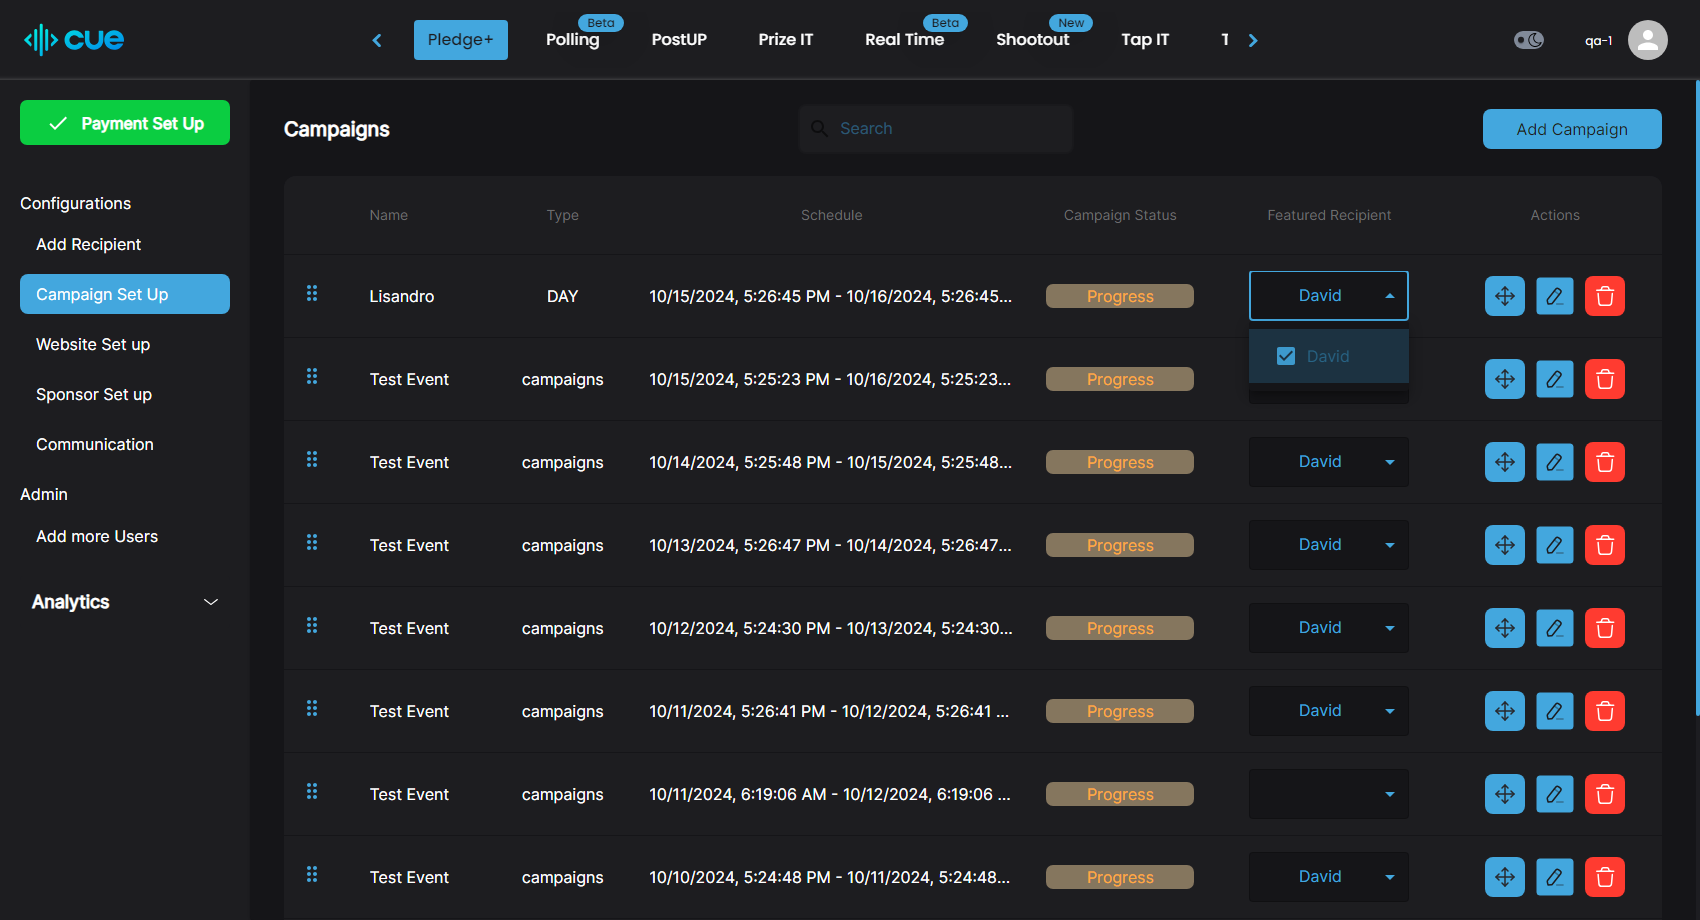 cue
Pledge+
Beta
Polling
PostUP
Prize IT
Beta
Real Time
New
Shootout
Tap IT
T
qa-1
Payment Set Up
Configurations
Add Recipient
Campaign Set Up
Website Set up
Sponsor Set up
Communication
Admin
Add more Users
Analytics
Campaigns
Search
Add Campaign
Name Type Schedule Campaign Status Featured Recipient Actions
Lisandro DAY 10/15/2024, 5:26:45 PM - 10/16/2024, 5:26:45... Progress David
David
Test Event campaigns 10/15/2024, 5:25:23 PM - 10/16/2024, 5:25:23... Progress
Test Event campaigns 10/14/2024, 5:25:48 PM - 10/15/2024, 5:25:48... Progress David
Test Event campaigns 10/13/2024, 5:26:47 PM - 10/14/2024, 5:26:47... Progress David
Test Event campaigns 10/12/2024, 5:24:30 PM - 10/13/2024, 5:24:30... Progress David
Test Event campaigns 10/11/2024, 5:26:41 PM - 10/12/2024, 5:26:41 ... Progress David
Test Event campaigns 10/11/2024, 6:19:06 AM - 10/12/2024, 6:19:06 ... Progress
Test Event campaigns 10/10/2024, 5:24:48 PM - 10/11/2024, 5:24:48... Progress David